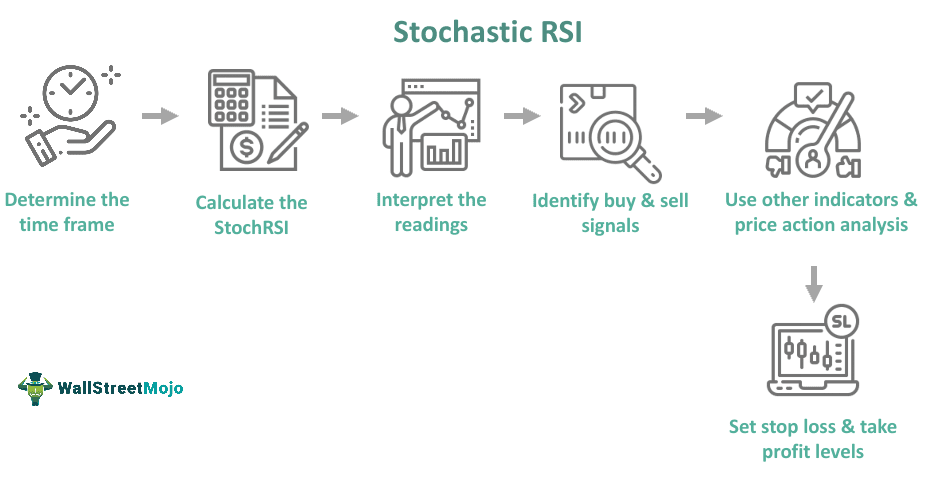 Stochastic RSI
Determine the
time frame
Calculate the
StochRSI
$
Interpret the
readings
Identify buy & sell
signals
Use other indicators &
price action analysis
SL
Set stop loss & take
profit levels
WallStreetMojo